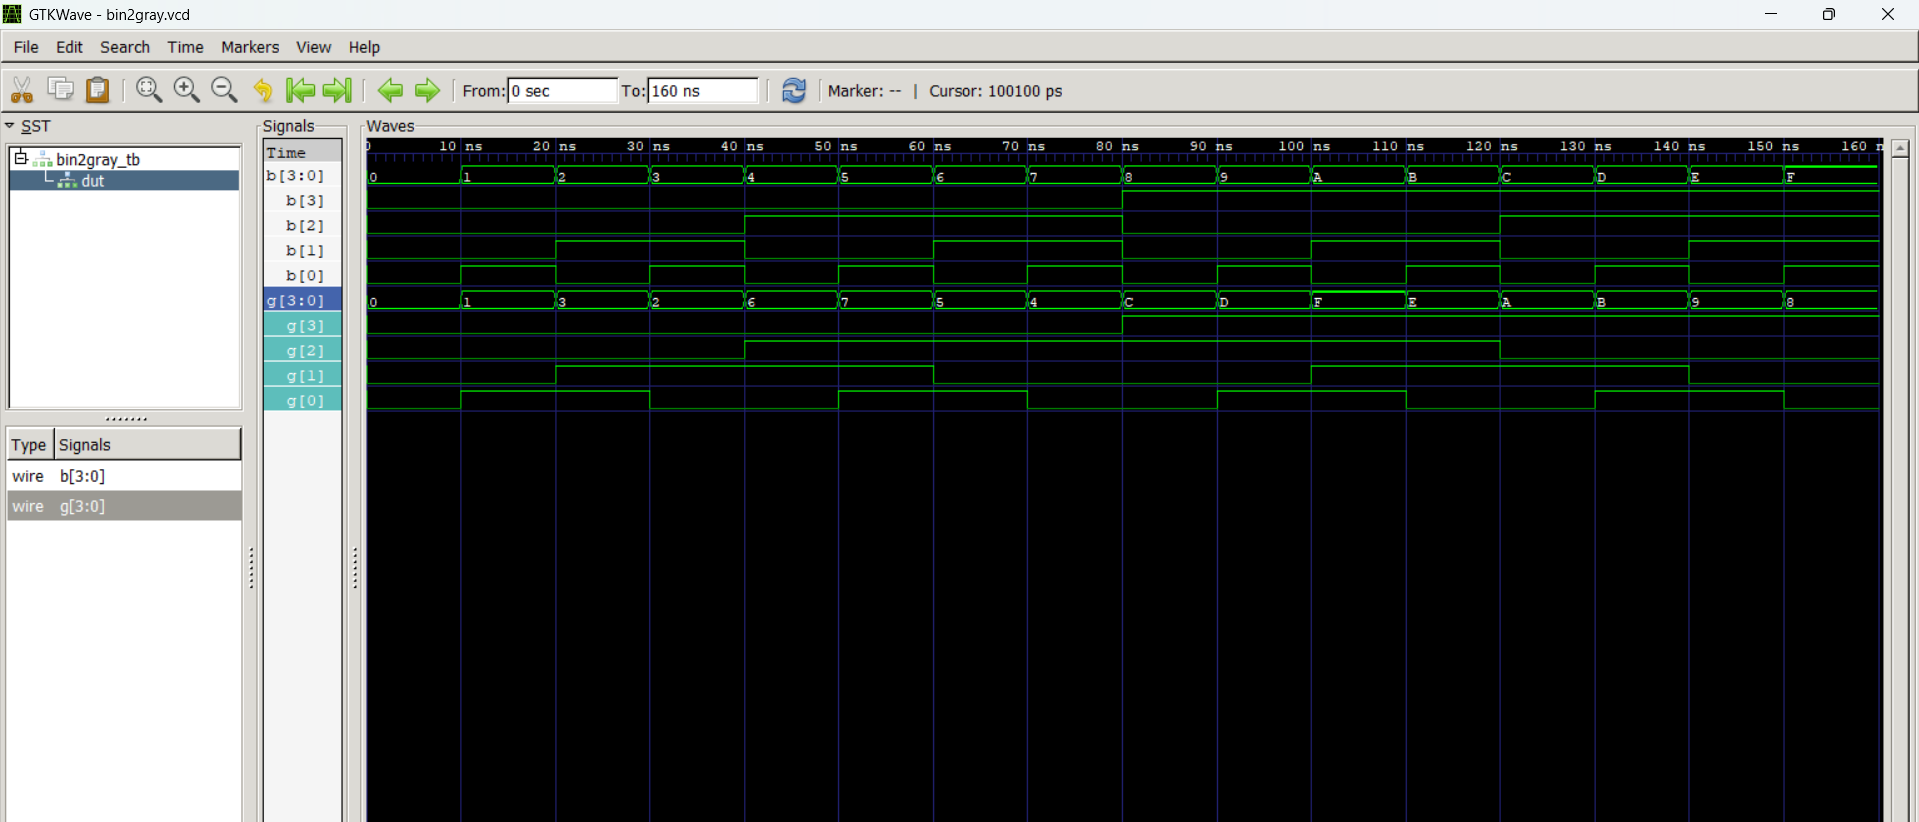 GTKWave - bin2gray.vcd
File Edit Search Time Markers View Help
From: 0 sec To: 160 ns Marker: -- | Cursor: 100100 ps
SST
bin2gray_tb
dut
Type Signals
wire b[3:0]
wire g[3:0]
Signals
Time
b[3:0]
b[3]
b[2]
b[1]
b[0]
g[3:0]
g[3]
g[2]
g[1]
g[0]
Waves
0 10 ns 20 ns 30 ns 40 ns 50 ns 60 ns 70 ns 80 ns 90 ns 100 ns 110 ns 120 ns 130 ns 140 ns 150 ns 160 n
0 1 2 3 4 5 6 7 8 9 A B C D E F
0 1 3 2 6 7 5 4 C D F E A B 9 8